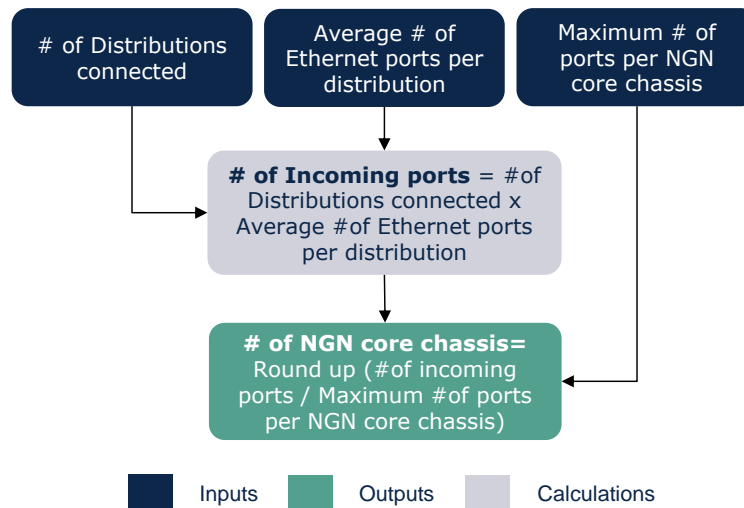 # of Distributions
connected
Average # of
Ethernet ports per
distribution
Maximum # of
ports per NGN
core chassis
# of Incoming ports = #of
Distributions connected x
Average #of Ethernet ports
per distribution
# of NGN core chassis=
Round up (#of incoming
ports / Maximum #of ports
per NGN core chassis)
Inputs
Outputs
Calculations